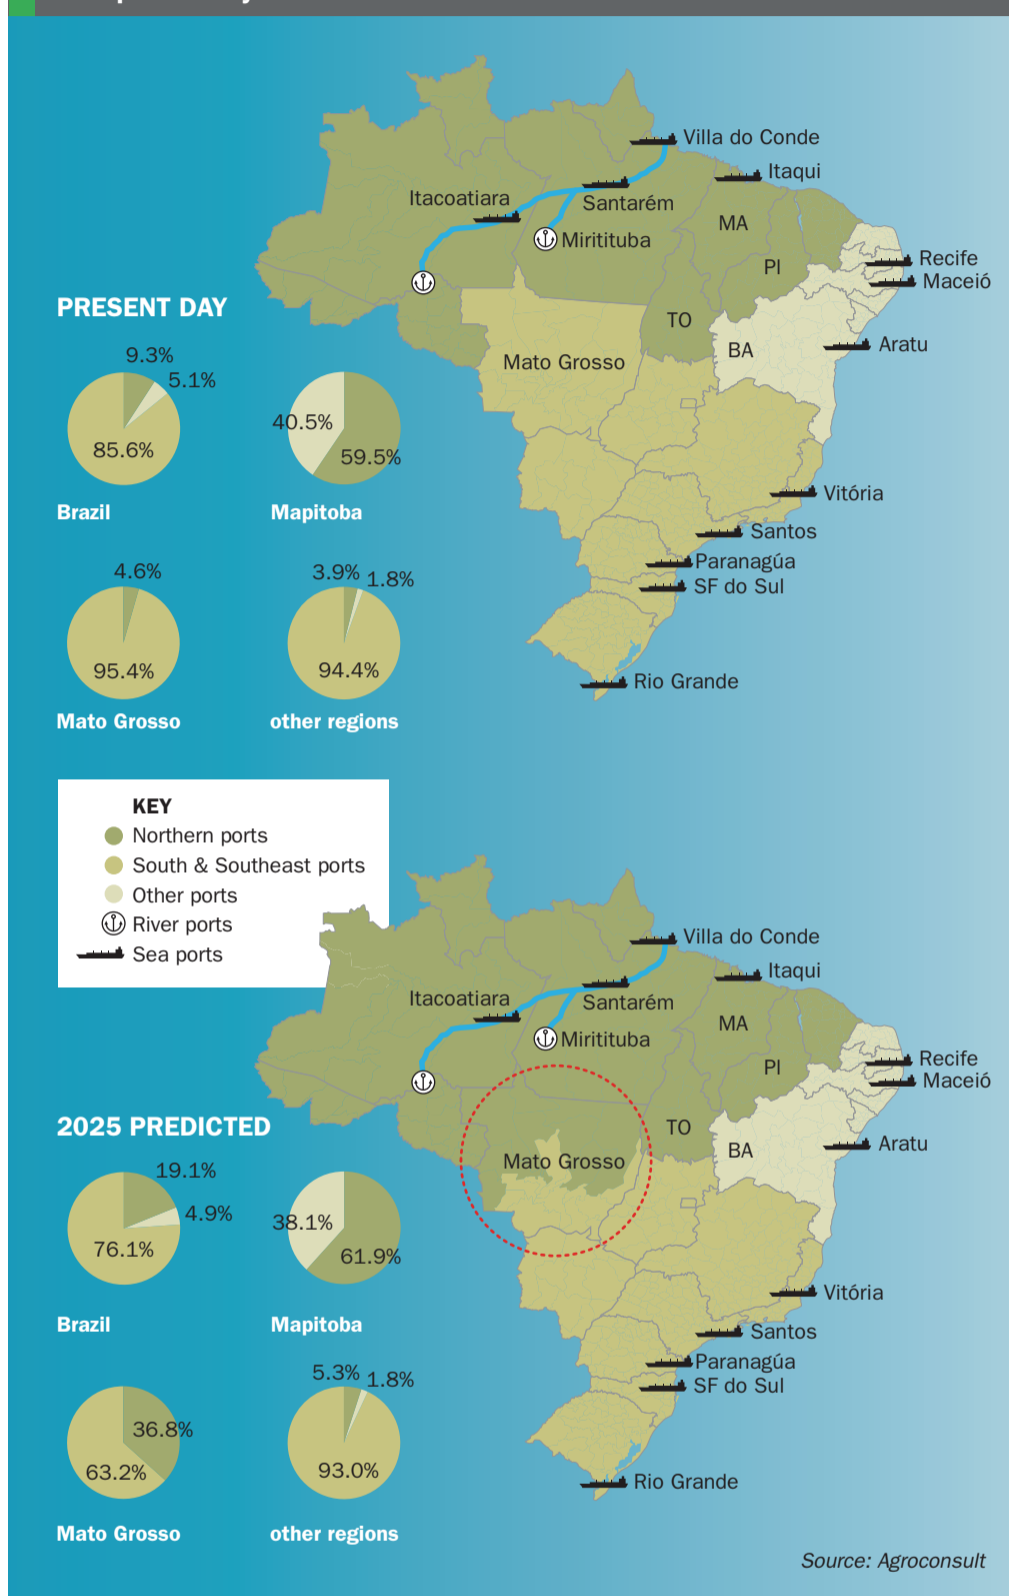 Villa do Conde
Itaqui
Itacoatiara
Santarém
MA
Miritituba
Recife
PI
Maceió
PRESENT DAY
TO
Aratu
BA
Mato Grosso
9.3%
5.1%
85.6%
Brazil
40.5%
59.5%
Mapitoba
Vitória
Santos
Paranagúa
SF do Sul
4.6%
95.4%
Mato Grosso
3.9%
1.8%
94.4%
other regions
Rio Grande
KEY
Northern ports
South & Southeast ports
Other ports
River ports
Sea ports
Villa do Conde
Itaqui
Itacoatiara
Santarém
MA
Miritituba
Recife
PI
Maceió
2025 PREDICTED
TO
Aratu
BA
Mato Grosso
19.1%
4.9%
76.1%
Brazil
38.1%
61.9%
Mapitoba
Vitória
Santos
Paranagúa
SF do Sul
36.8%
63.2%
Mato Grosso
5.3%
1.8%
93.0%
other regions
Rio Grande
Source: Agroconsult